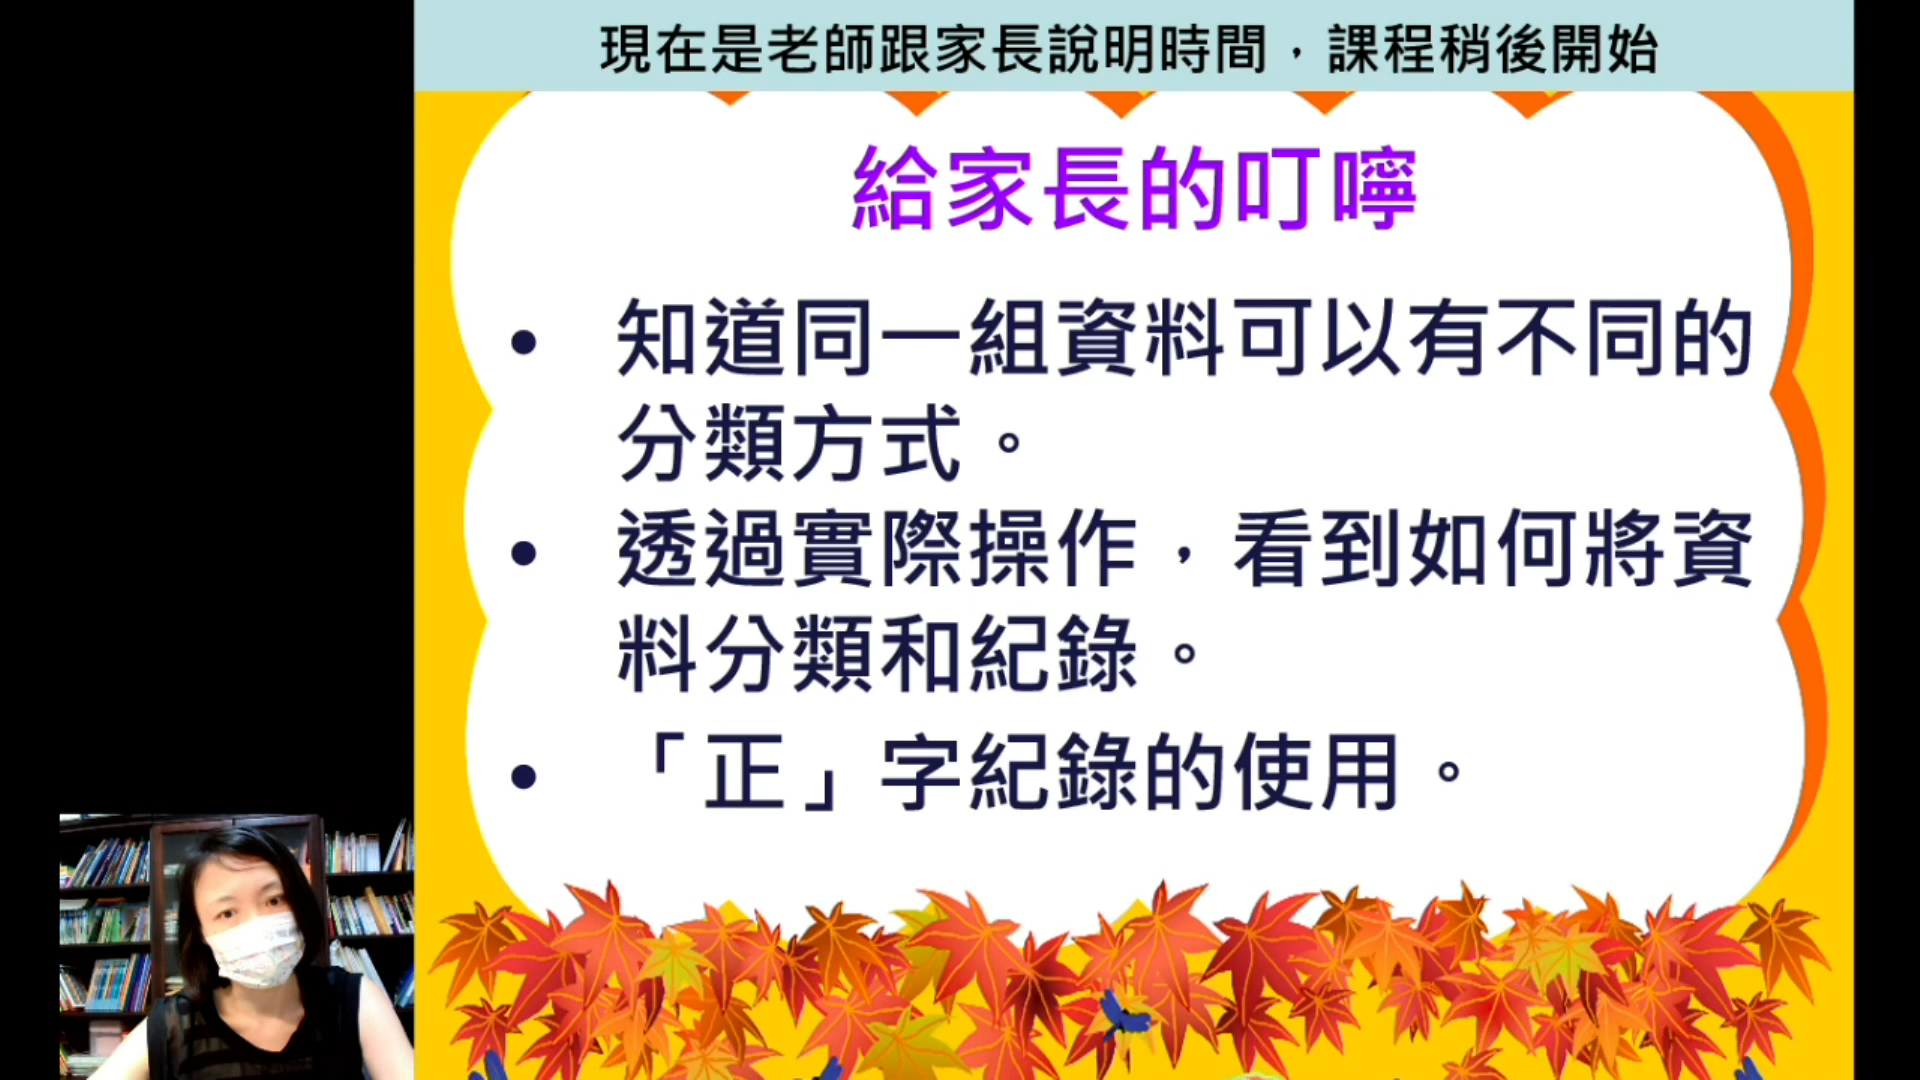 現在是老師跟家長說明時間，課程稍後開始
給家長的叮嚀
• 知道同一組資料可以有不同的
分類方式。
• 透過實際操作，看到如何將資
料分類和紀錄。
• 「正」字紀錄的使用。